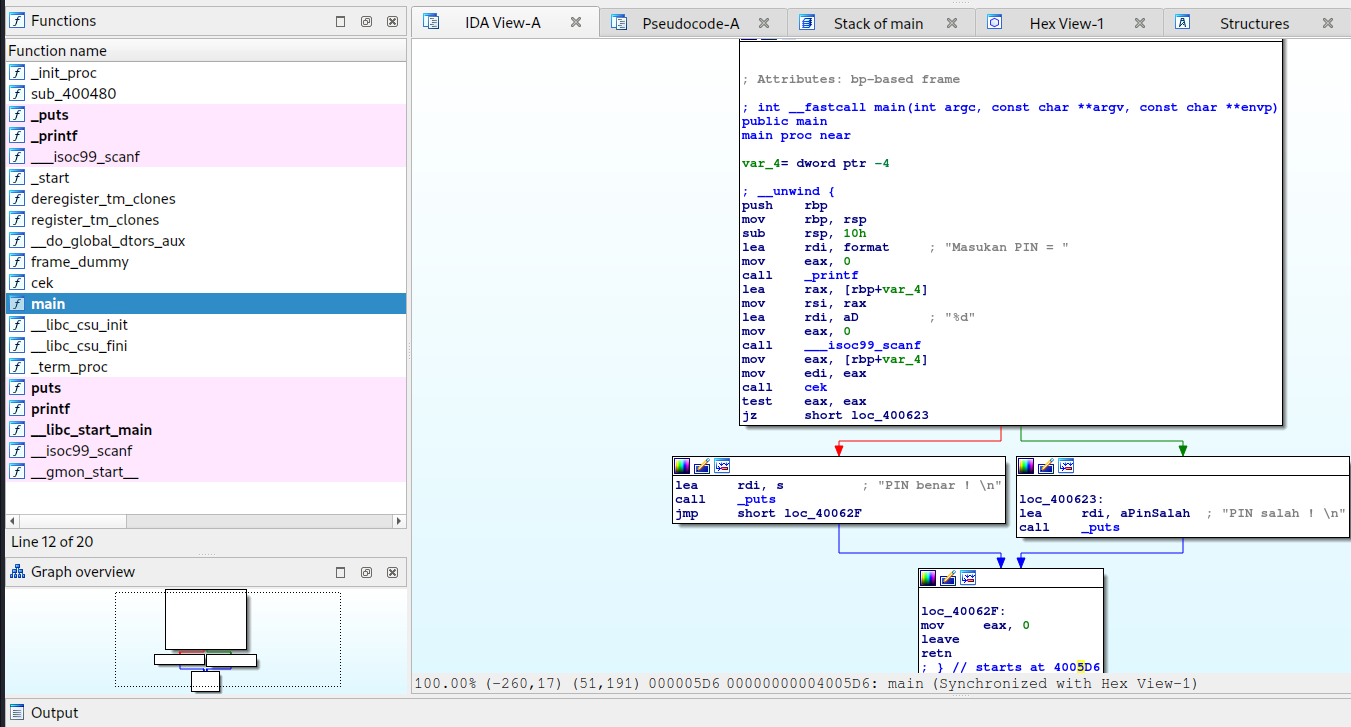 Functions
Function name
_init_proc
sub_400480
_puts
_printf
___isoc99_scanf
_start
deregister_tm_clones
register_tm_clones
__do_global_dtors_aux
frame_dummy
cek
main
__libc_csu_init
__libc_csu_fini
_term_proc
puts
printf
__libc_start_main
__isoc99_scanf
__gmon_start__
Line 12 of 20
Graph overview
IDA View-A
Pseudocode-A
Stack of main
Hex View-1
Structures
; Attributes: bp-based frame
; int __fastcall main(int argc, const char **argv, const char **envp)
public main
main proc near
var_4= dword ptr -4
; __unwind {
push rbp
mov rbp, rsp
sub rsp, 10h
lea rdi, format ; "Masukan PIN = "
mov eax, 0
call _printf
lea rax, [rbp+var_4]
mov rsi, rax
lea rdi, aD ; "%d"
mov eax, 0
call ___isoc99_scanf
mov eax, [rbp+var_4]
mov edi, eax
call cek
test eax, eax
jz short loc_400623
lea rdi, s ; "PIN benar ! \n"
call _puts
jmp short loc_40062F
loc_400623:
lea rdi, aPinSalah ; "PIN salah ! \n"
call _puts
loc_40062F:
mov eax, 0
leave
retn
; } // starts at 4005D6
100.00% (-260,17) (51,191) 000005D6 00000000004005D6: main (Synchronized with Hex View-1)
Output